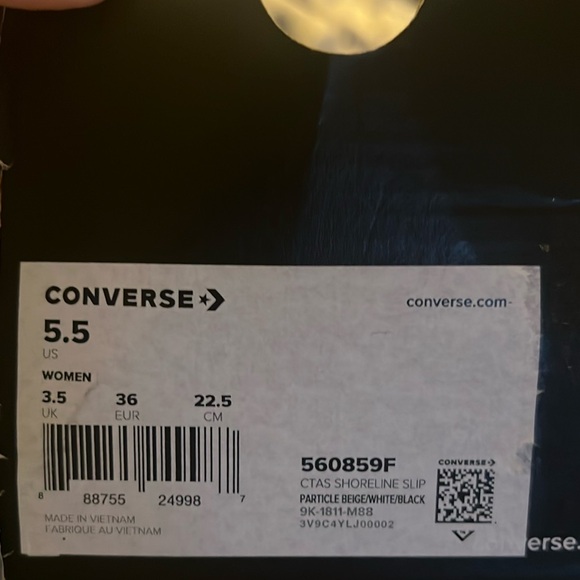 CONVERSE
converse.com
5.5
US
WOMEN
3.5 36 22.5
UK EUR CM
8 88755 24998 7
MADE IN VIETNAM
FABRIQUE AU VIETNAM
560859F
CTAS SHORELINE SLIP
PARTICLE BEIGE/WHITE/BLACK
9K-1811-M88
3V9C4YLJ00002
CONVERSE
erse.